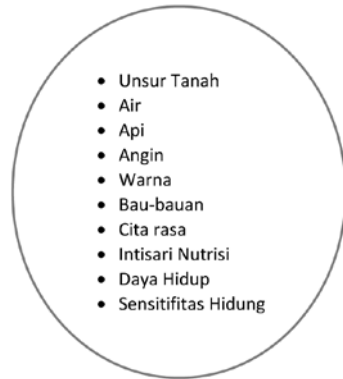 • Unsur Tanah
• Air
• Api
• Angin
• Warna
• Bau-bauan
• Cita rasa
• Intisari Nutrisi
• Daya Hidup
• Sensitifitas Hidung